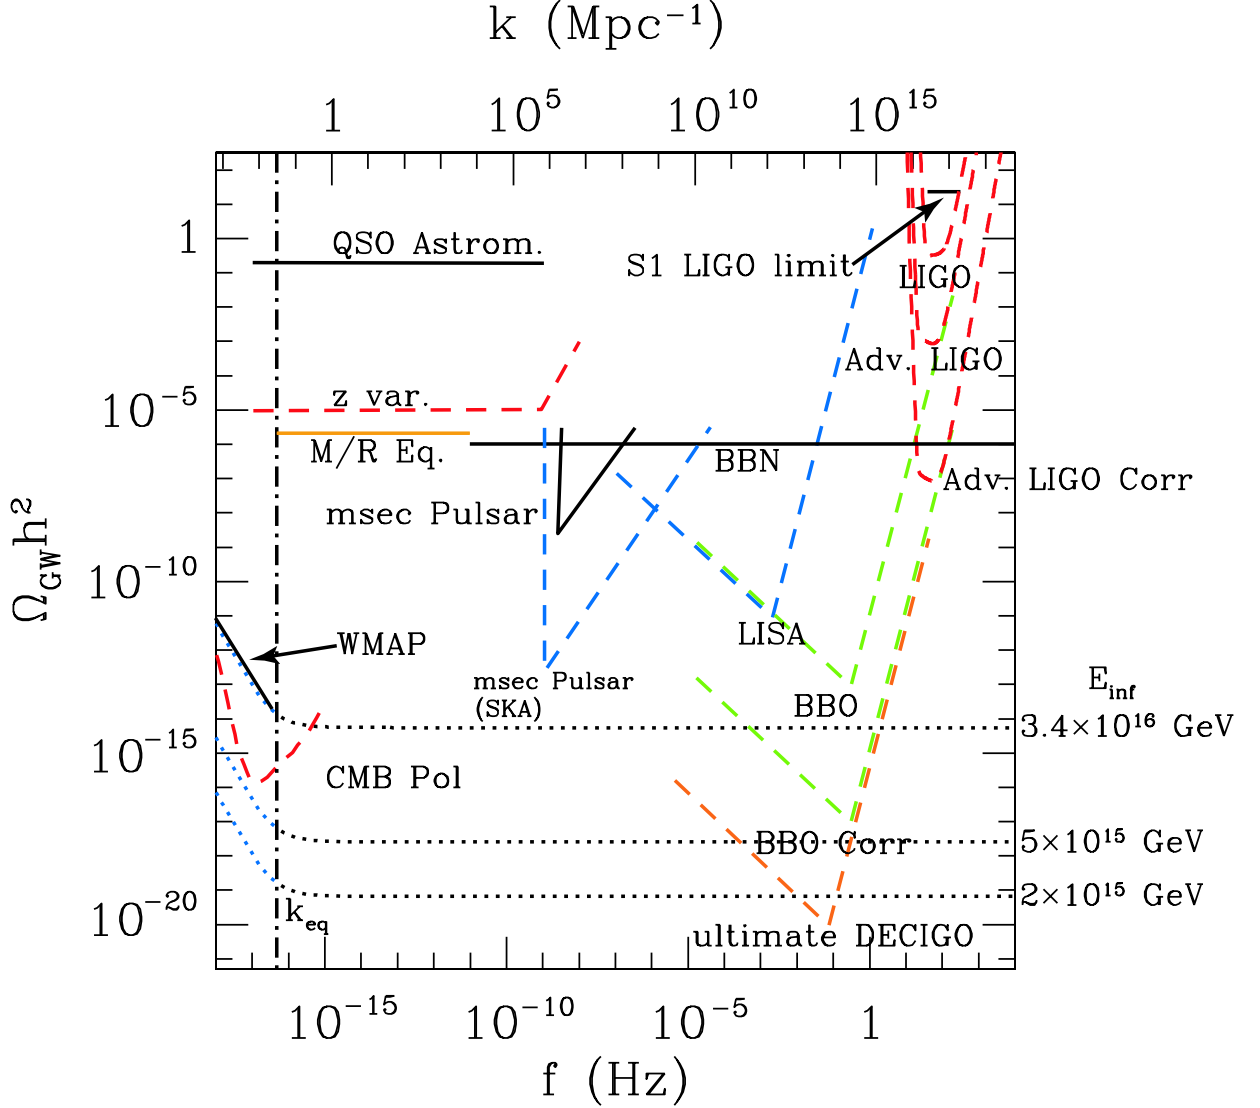 k (Mpc⁻¹)
1 10⁵ 10¹⁰ 10¹⁵
1
QSO Astrom.
S1 LIGO limit
LIGO
Adv. LIGO
z var.
10⁻⁵
M/R Eq.
BBN
Adv. LIGO Corr
msec Pulsar
Ω_GW h²
10⁻¹⁰
LISA
WMAP
msec Pulsar
(SKA)
BBO
E_inf
3.4×10¹⁶ GeV
10⁻¹⁵
CMB Pol
BBO Corr
5×10¹⁵ GeV
2×10¹⁵ GeV
10⁻²⁰
k_eq
ultimate DECIGO
10⁻¹⁵ 10⁻¹⁰ 10⁻⁵ 1
f (Hz)